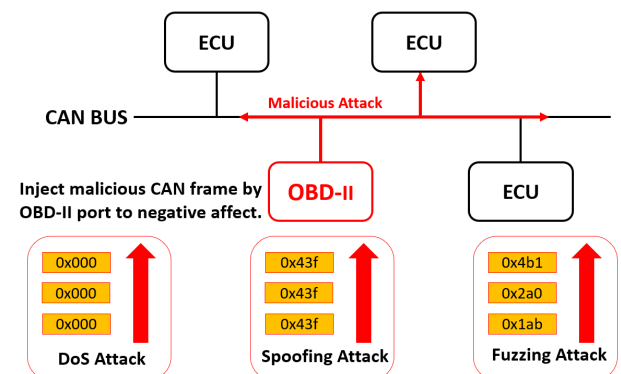 ECU
ECU
Malicious Attack
CAN BUS
Inject malicious CAN frame by
OBD-II port to negative affect.
OBD-II
ECU
0x000
0x000
0x000
DoS Attack
0x43f
0x43f
0x43f
Spoofing Attack
0x4b1
0x2a0
0x1ab
Fuzzing Attack